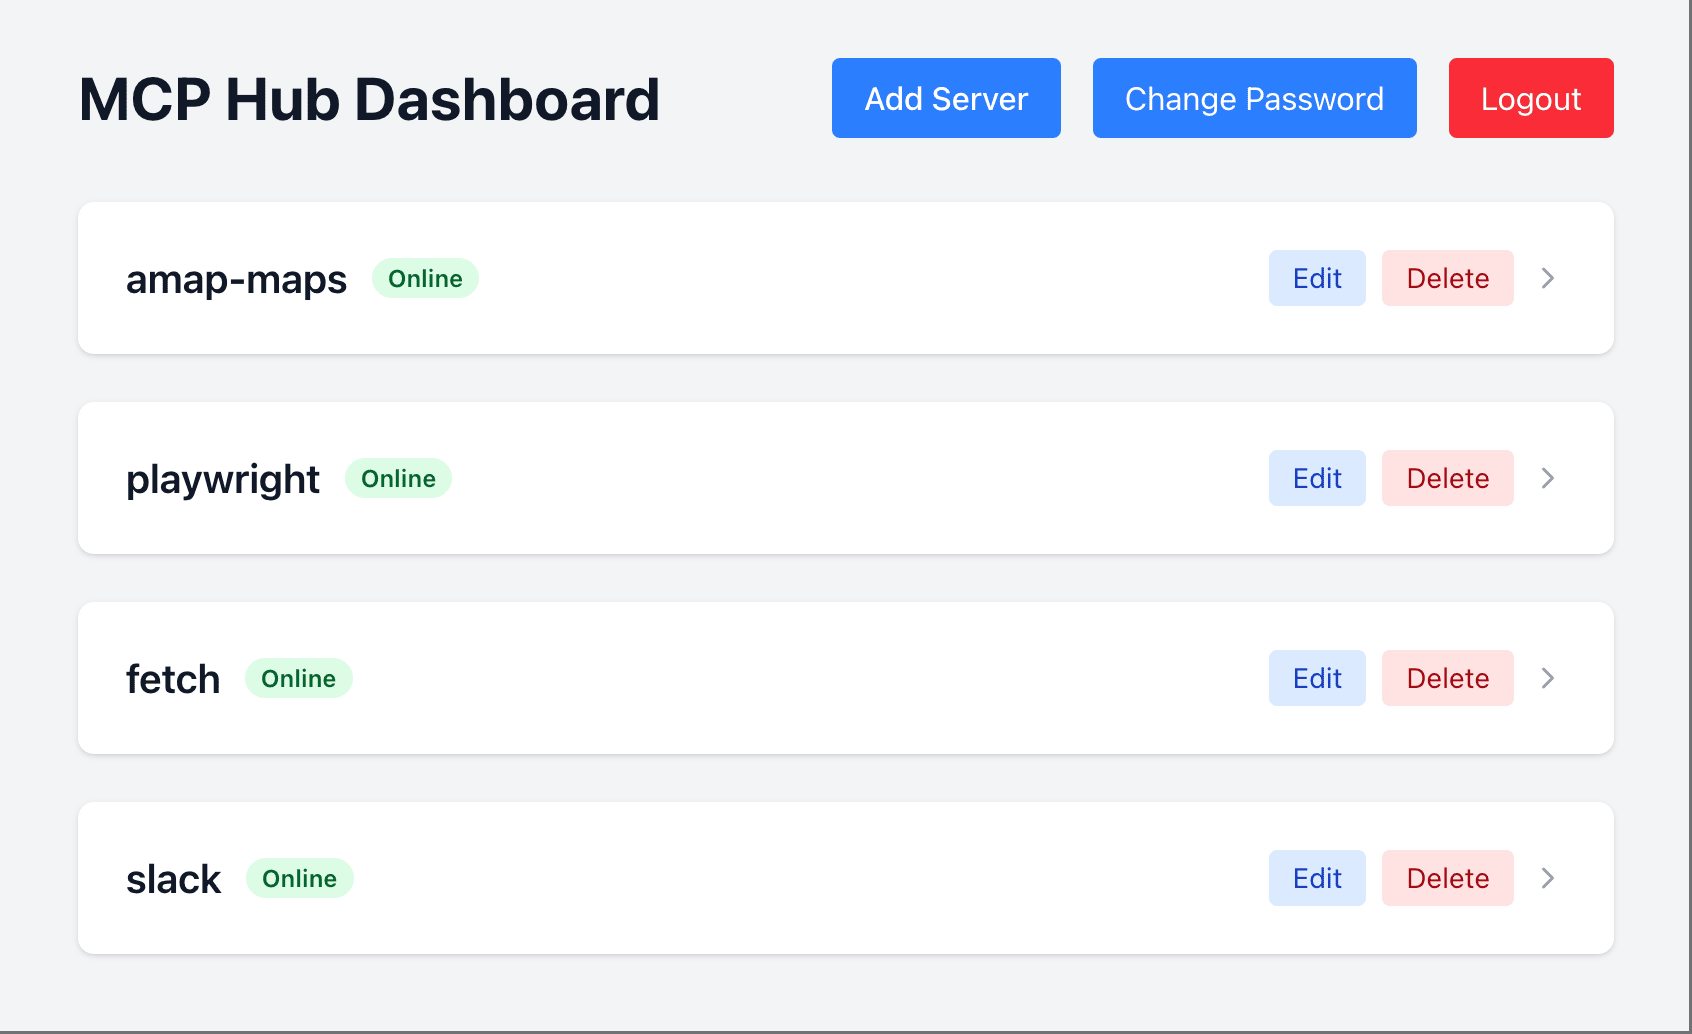 MCP Hub Dashboard Add Server Change Password Logout
amap-maps Online Edit Delete
playwright Online Edit Delete
fetch Online Edit Delete
slack Online Edit Delete